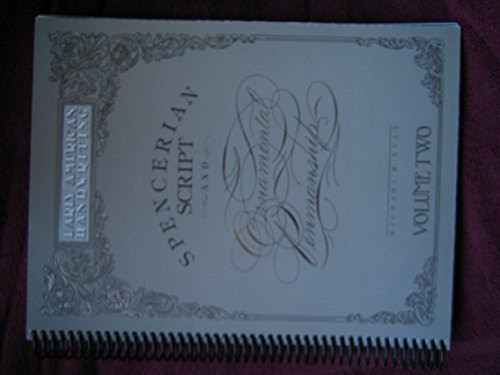 EARLY AMERICAN
HANDWRITING
SPENCERIAN
SCRIPT
AND
Ornamental
Penmanship
MICHAEL R. SULL
VOLUME TWO